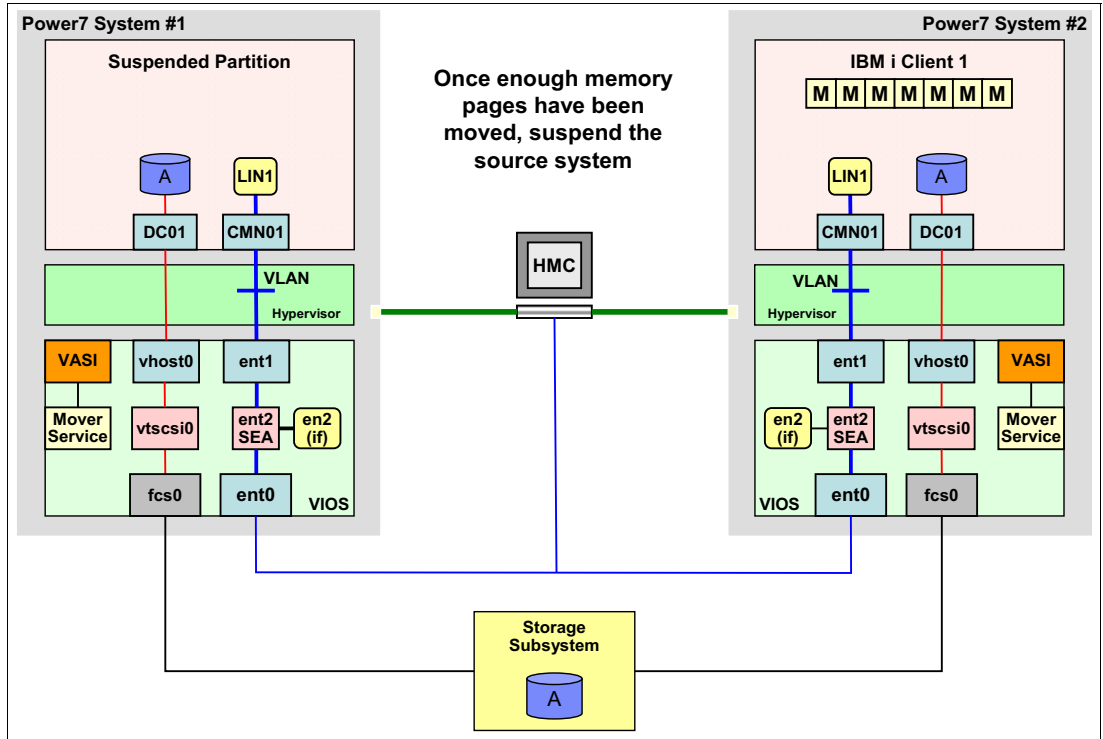 Power7 System #1
Power7 System #2
Suspended Partition
IBM i Client 1
Once enough memory
pages have been
moved, suspend the
source system
M M M M M M M
A
LIN1
LIN1
A
DC01
CMN01
CMN01
DC01
HMC
VLAN
Hypervisor
VLAN
Hypervisor
VASI
vhost0
ent1
ent1
vhost0
VASI
Mover
Service
vtscsi0
ent2
SEA
en2
(if)
en2
(if)
ent2
SEA
vtscsi0
Mover
Service
fcs0
ent0
VIOS
VIOS
ent0
fcs0
Storage
Subsystem
A